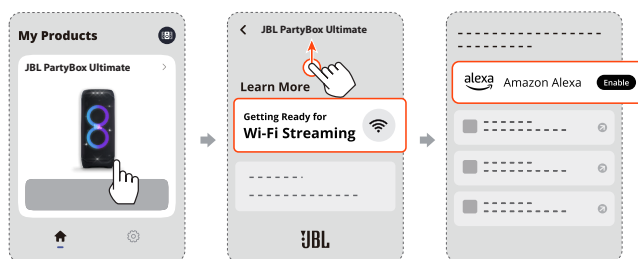 My Products
JBL PartyBox Ultimate
JBL PartyBox Ultimate
Learn More
Getting Ready for
Wi-Fi Streaming
JBL
alexa Amazon Alexa Enable